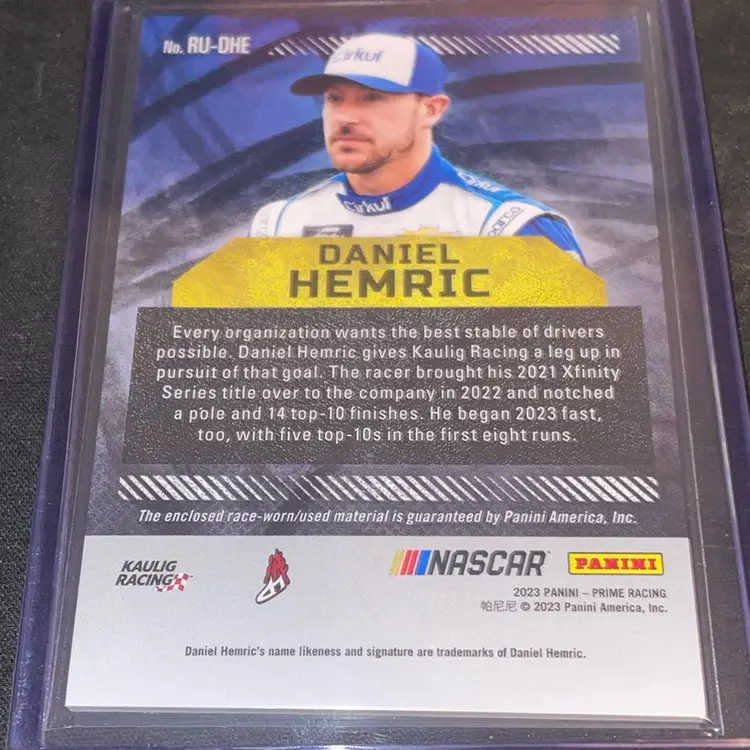 No. RU-DHE
Cirkul
Cirkul
Cirkul
sparco
DANIEL
HEMRIC
Every organization wants the best stable of drivers
possible. Daniel Hemric gives Kaulig Racing a leg up in
pursuit of that goal. The racer brought his 2021 Xfinity
Series title over to the company in 2022 and notched
a pole and 14 top-10 finishes. He began 2023 fast,
too, with five top-10s in the first eight runs.
The enclosed race-worn/used material is guaranteed by Panini America, Inc.
KAULIG
RACING
NASCAR
PANINI
2023 PANINI – PRIME RACING
帕尼尼 © 2023 Panini America, Inc.
Daniel Hemric's name likeness and signature are trademarks of Daniel Hemric.